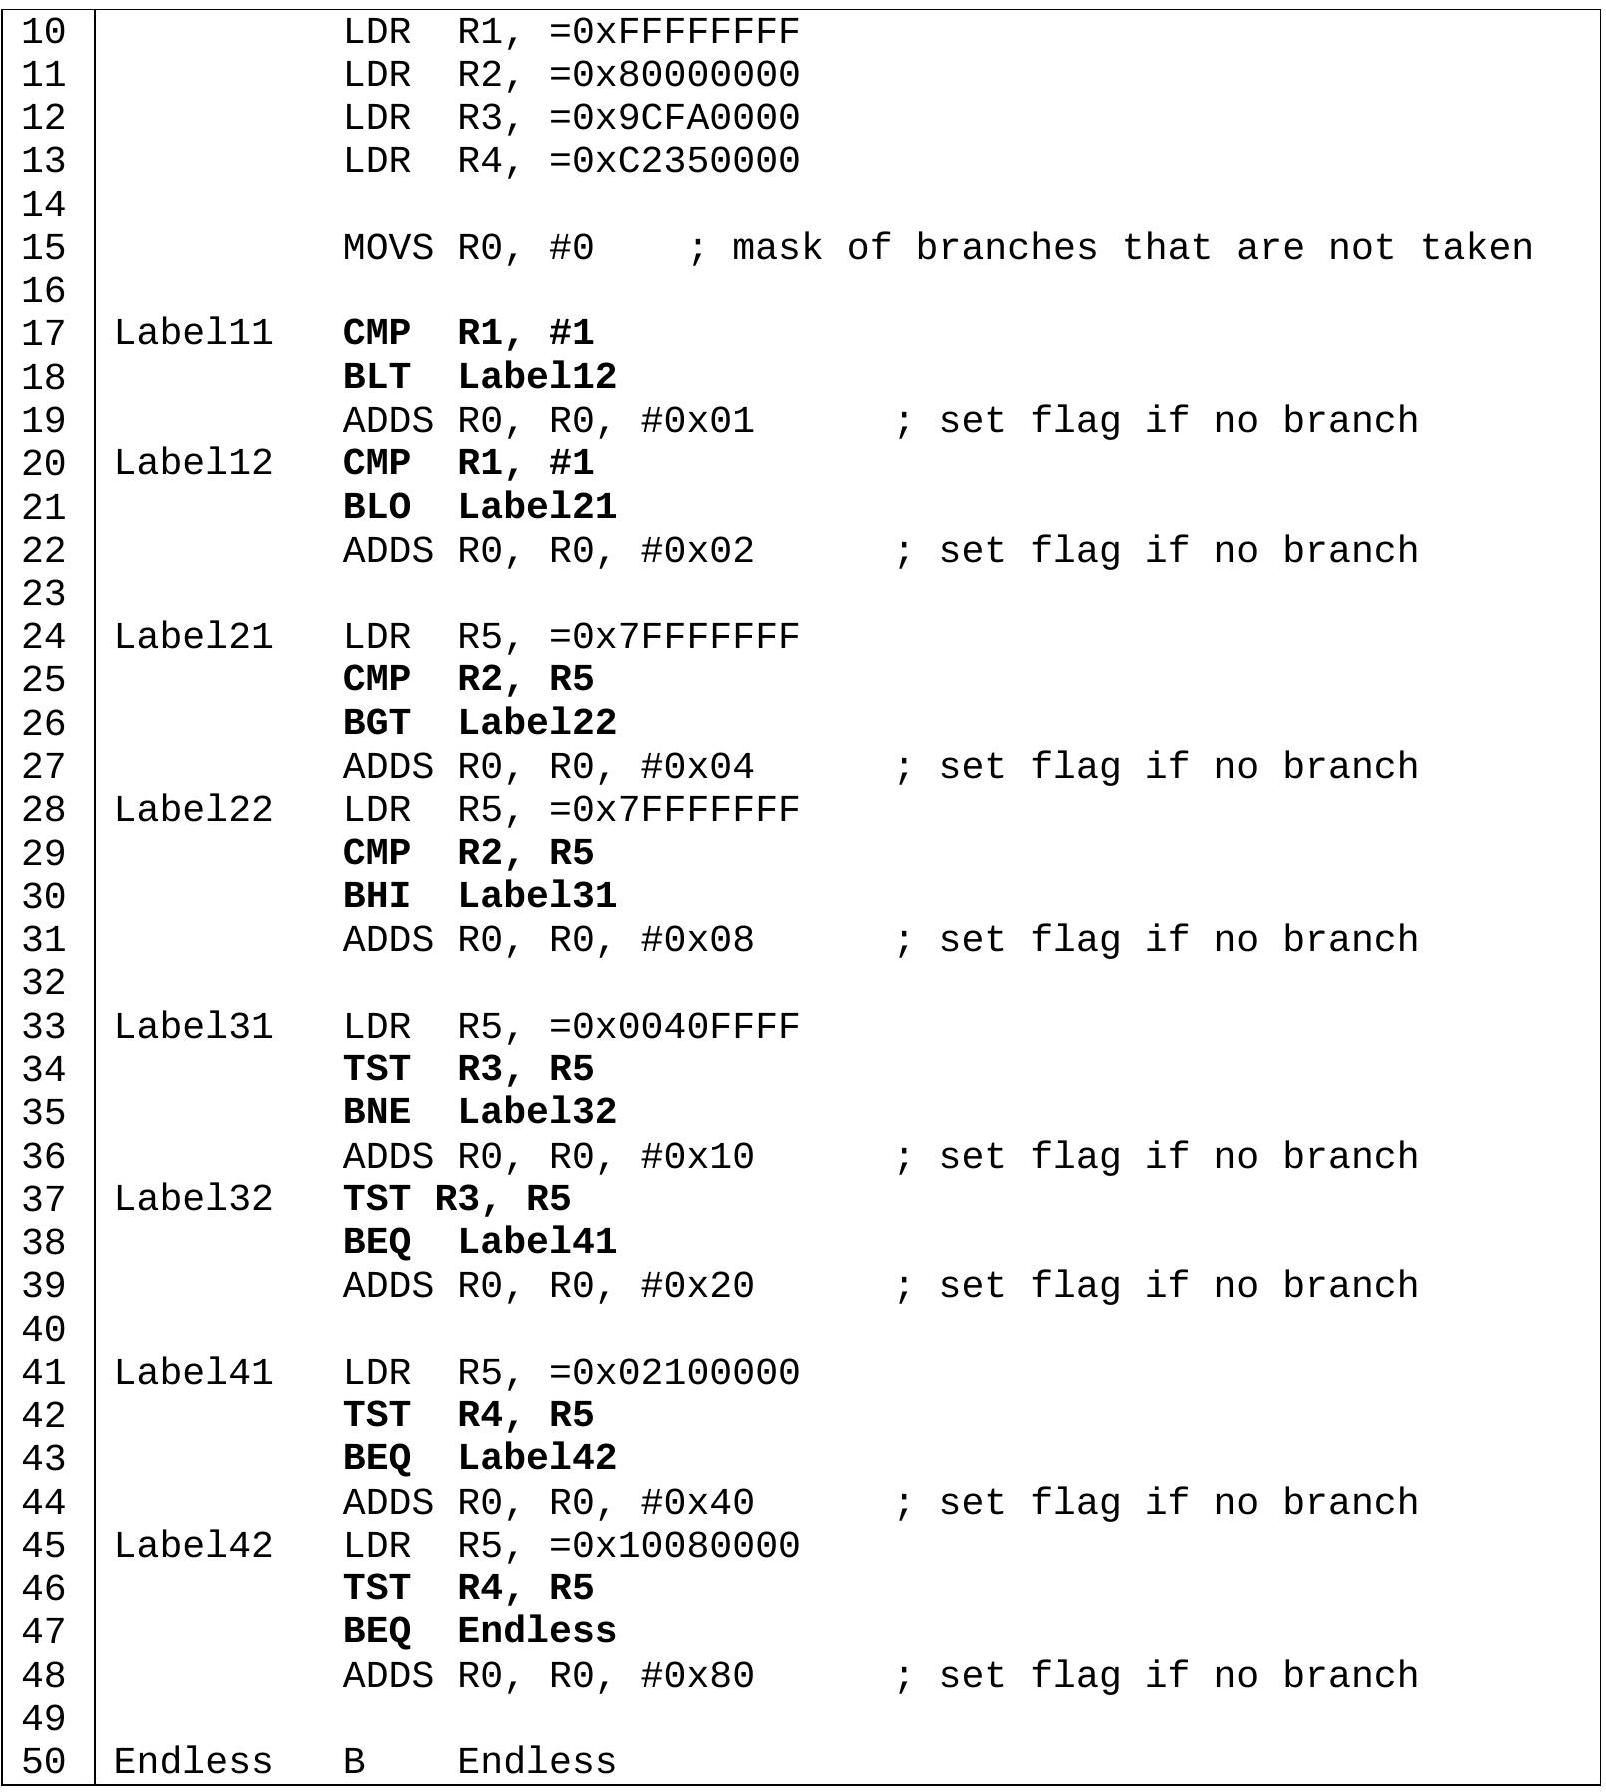 10 LDR R1, =0xFFFFFFFF
11 LDR R2, =0x80000000
12 LDR R3, =0x9CFA0000
13 LDR R4, =0xC2350000
14
15 MOVS R0, #0 ; mask of branches that are not taken
16
17 Label11 CMP R1, #1
18 BLT Label12
19 ADDS R0, R0, #0x01 ; set flag if no branch
20 Label12 CMP R1, #1
21 BLO Label21
22 ADDS R0, R0, #0x02 ; set flag if no branch
23
24 Label21 LDR R5, =0x7FFFFFFF
25 CMP R2, R5
26 BGT Label22
27 ADDS R0, R0, #0x04 ; set flag if no branch
28 Label22 LDR R5, =0x7FFFFFFF
29 CMP R2, R5
30 BHI Label31
31 ADDS R0, R0, #0x08 ; set flag if no branch
32
33 Label31 LDR R5, =0x0040FFFF
34 TST R3, R5
35 BNE Label32
36 ADDS R0, R0, #0x10 ; set flag if no branch
37 Label32 TST R3, R5
38 BEQ Label41
39 ADDS R0, R0, #0x20 ; set flag if no branch
40
41 Label41 LDR R5, =0x02100000
42 TST R4, R5
43 BEQ Label42
44 ADDS R0, R0, #0x40 ; set flag if no branch
45 Label42 LDR R5, =0x10080000
46 TST R4, R5
47 BEQ Endless
48 ADDS R0, R0, #0x80 ; set flag if no branch
49
50 Endless B Endless